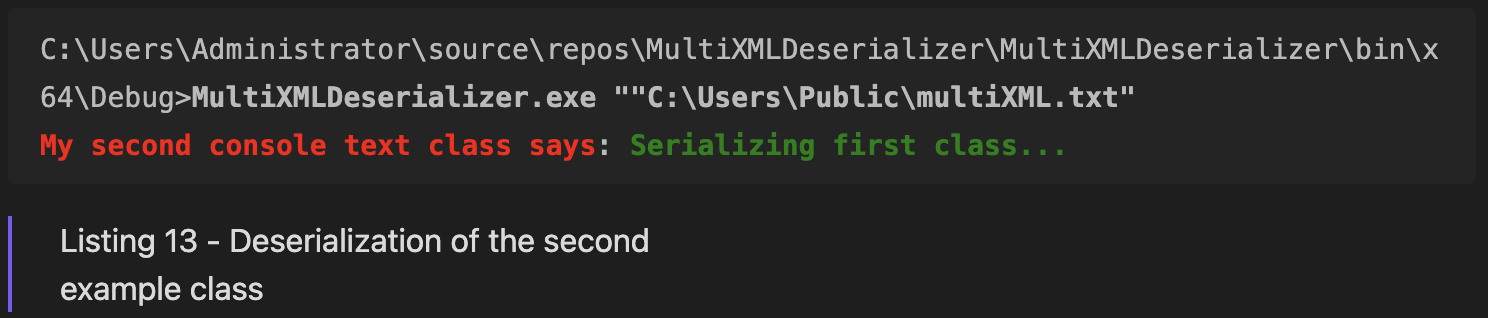 C:\Users\Administrator\source\repos\MultiXMLDeserializer\MultiXMLDeserializer\bin\x
64\Debug>MultiXMLDeserializer.exe ""C:\Users\Public\multiXML.txt"
My second console text class says: Serializing first class...
Listing 13 - Deserialization of the second
example class